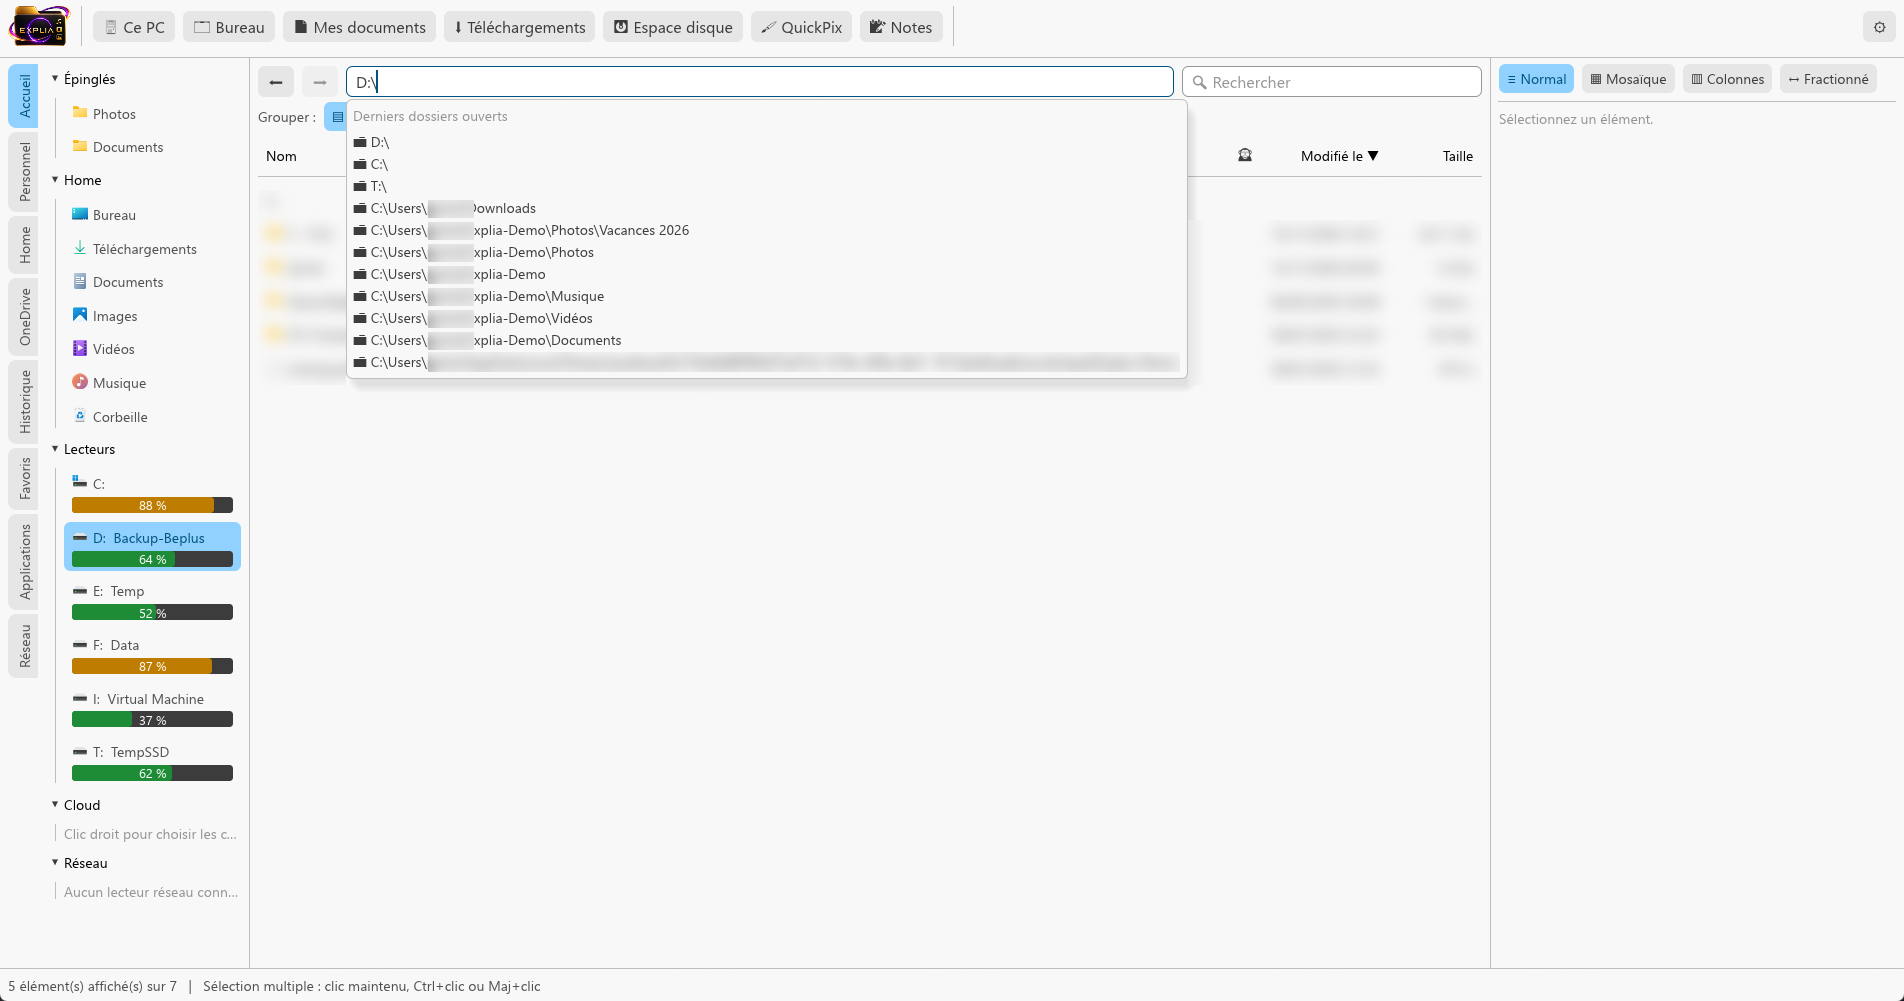 EXPLIA
Ce PC
Bureau
Mes documents
Téléchargements
Espace disque
QuickPix
Notes
Accueil
Personnel
Home
OneDrive
Historique
Favoris
Applications
Réseau
Épinglés
Photos
Documents
Home
Bureau
Téléchargements
Documents
Images
Vidéos
Musique
Corbeille
Lecteurs
C:
88 %
D: Backup-Beplus
64 %
E: Temp
52 %
F: Data
87 %
I: Virtual Machine
37 %
T: TempSSD
62 %
Cloud
Clic droit pour choisir les c...
Réseau
Aucun lecteur réseau conn...
D:\
Rechercher
Grouper :
Derniers dossiers ouverts
D:\
C:\
T:\
C:\Users\ Downloads
C:\Users\ xplia-Demo\Photos\Vacances 2026
C:\Users\ xplia-Demo\Photos
C:\Users\ xplia-Demo
C:\Users\ xplia-Demo\Musique
C:\Users\ xplia-Demo\Vidéos
C:\Users\ xplia-Demo\Documents
C:\Users\
Nom
Modifié le ▼
Taille
Normal
Mosaïque
Colonnes
Fractionné
Sélectionnez un élément.
5 élément(s) affiché(s) sur 7 | Sélection multiple : clic maintenu, Ctrl+clic ou Maj+clic